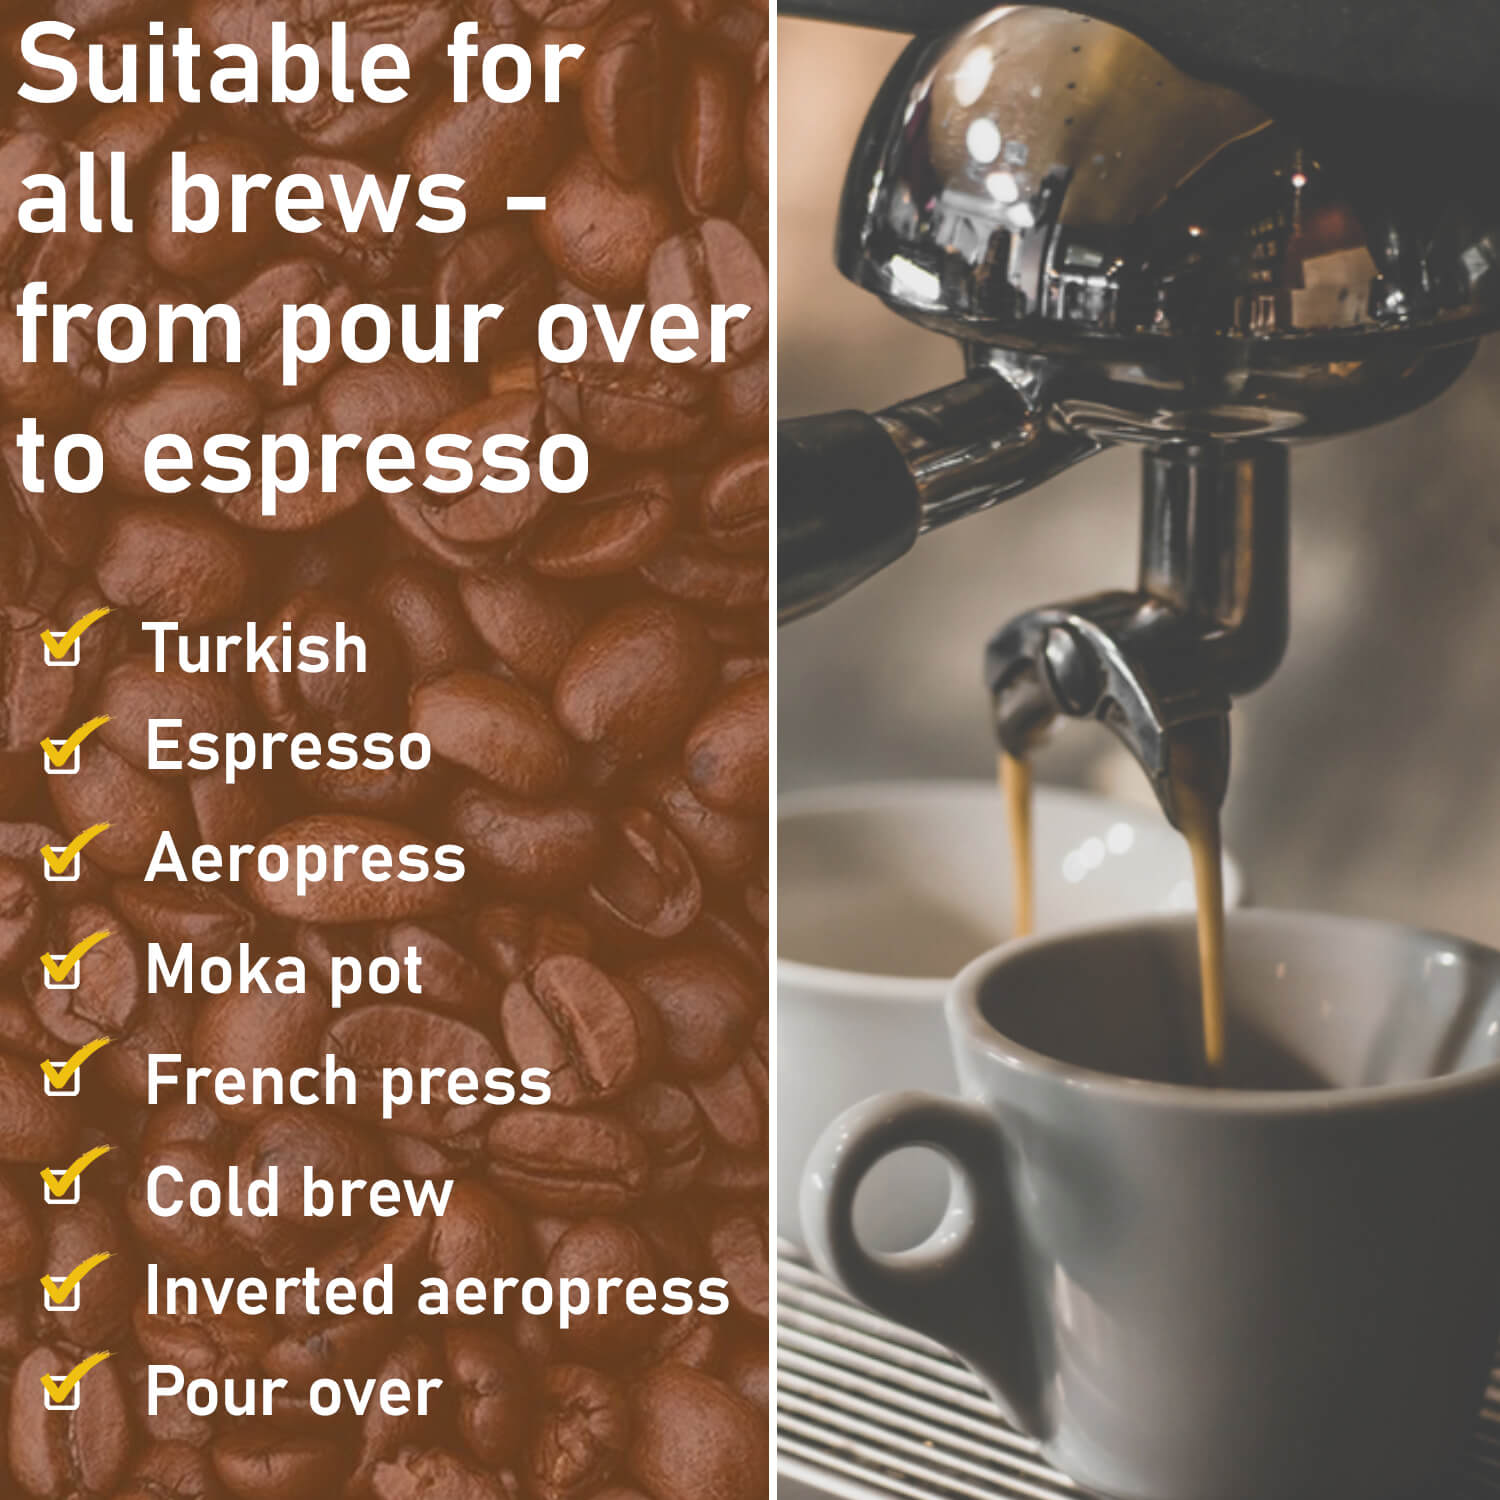 Suitable for
all brews -
from pour over
to espresso
Turkish
Espresso
Aeropress
Moka pot
French press
Cold brew
Inverted aeropress
Pour over